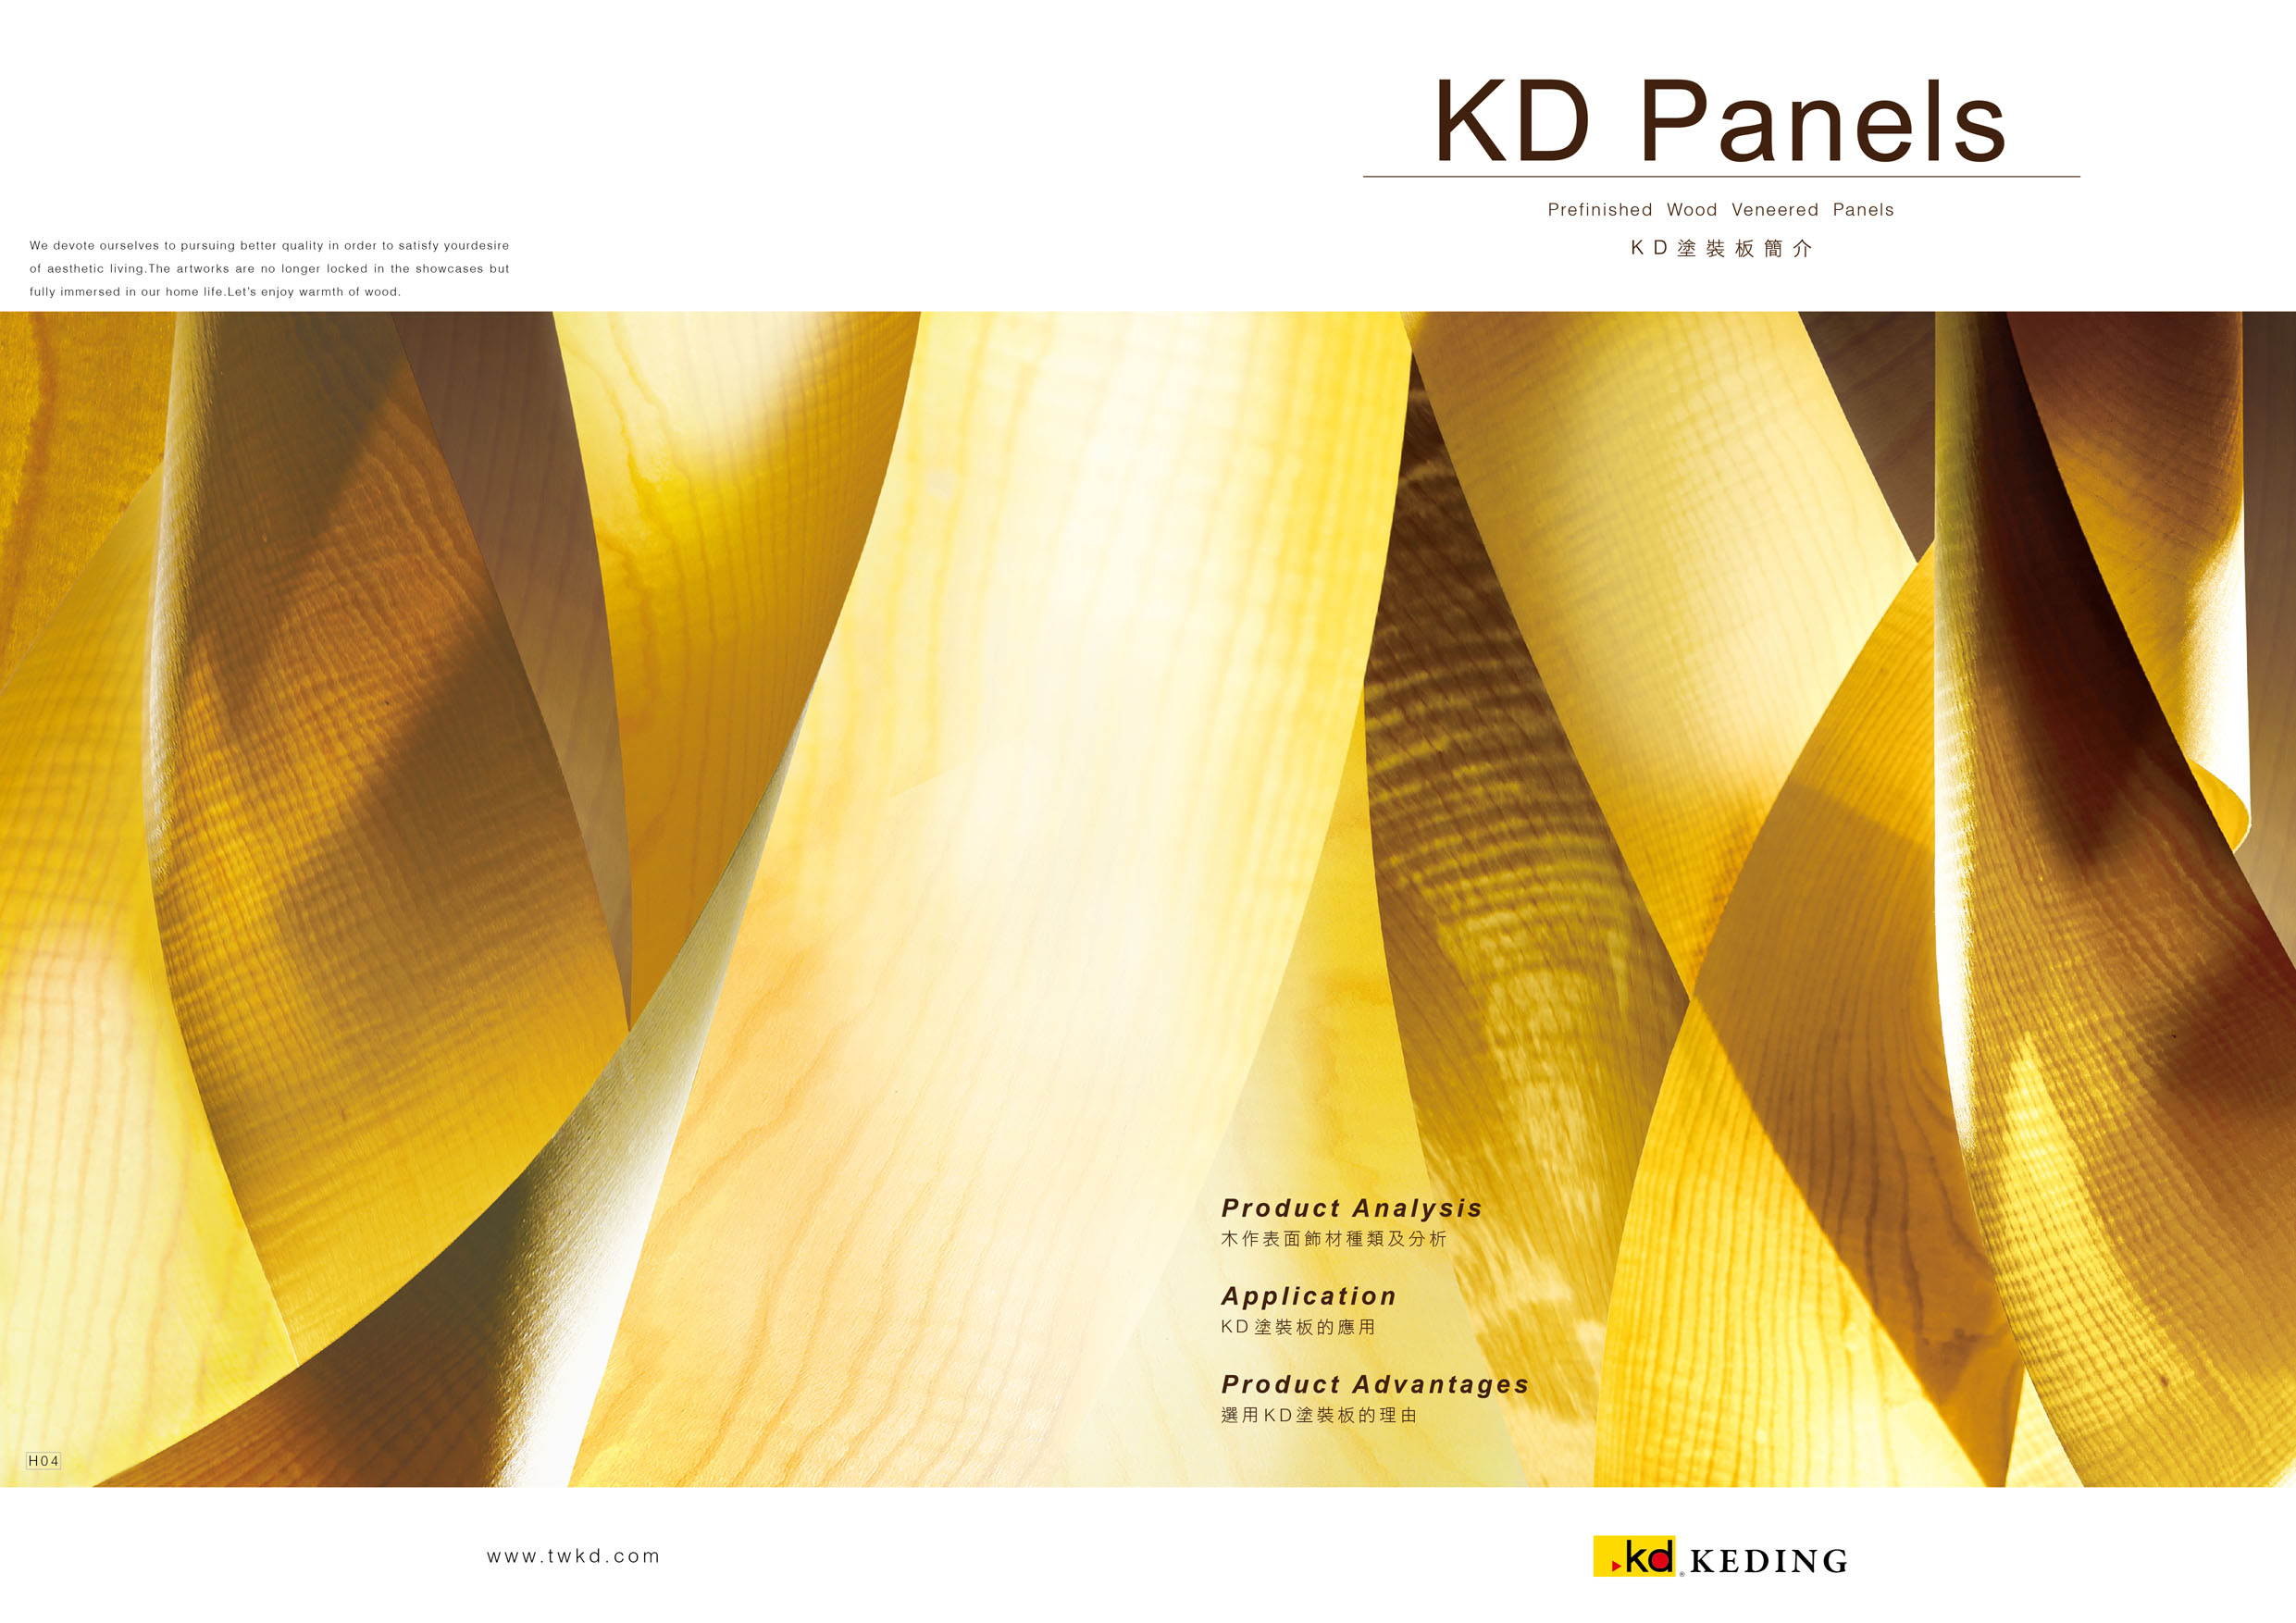 KD Panels
Prefinished Wood Veneered Panels
KD塗裝板簡介
We devote ourselves to pursuing better quality in order to satisfy yourdesire
of aesthetic living.The artworks are no longer locked in the showcases but
fully immersed in our home life.Let's enjoy warmth of wood.
Product Analysis
木作表面飾材種類及分析
Application
KD塗裝板的應用
Product Advantages
選用KD塗裝板的理由
H04
www.twkd.com
kd® KEDING